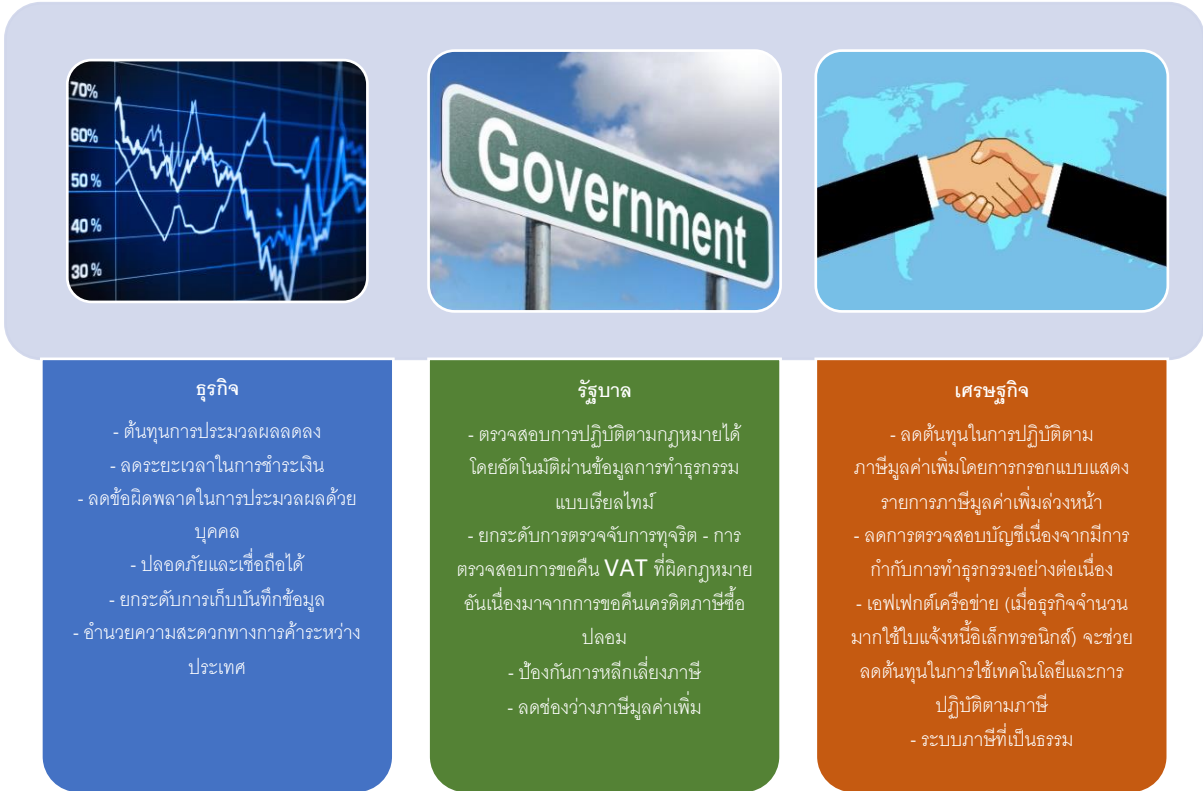 70%
60%
50 %
40 %
30 %
Government
ธุรกิจ
- ต้นทุนการประมวลผลลดลง
- ลดระยะเวลาในการชำระเงิน
- ลดข้อผิดพลาดในการประมวลผลด้วย
บุคคล
- ปลอดภัยและเชื่อถือได้
- ยกระดับการเก็บบันทึกข้อมูล
- อำนวยความสะดวกทางการค้าระหว่าง
ประเทศ
รัฐบาล
- ตรวจสอบการปฏิบัติตามกฎหมายได้
โดยอัตโนมัติผ่านข้อมูลการทำธุรกรรม
แบบเรียลไทม์
- ยกระดับการตรวจจับการทุจริต - การ
ตรวจสอบการขอคืน VAT ที่ผิดกฎหมาย
อันเนื่องมาจากการขอคืนเครดิตภาษีซื้อ
ปลอม
- ป้องกันการหลีกเลี่ยงภาษี
- ลดช่องว่างภาษีมูลค่าเพิ่ม
เศรษฐกิจ
- ลดต้นทุนในการปฏิบัติตาม
ภาษีมูลค่าเพิ่มโดยการกรอกแบบแสดง
รายการภาษีมูลค่าเพิ่มล่วงหน้า
- ลดการตรวจสอบบัญชีเนื่องจากมีการ
กำกับการทำธุรกรรมอย่างต่อเนื่อง
- เอฟเฟกต์เครือข่าย (เมื่อธุรกิจจำนวน
มากใช้ใบแจ้งหนี้อิเล็กทรอนิกส์) จะช่วย
ลดต้นทุนในการใช้เทคโนโลยีและการ
ปฏิบัติตามภาษี
- ระบบภาษีที่เป็นธรรม